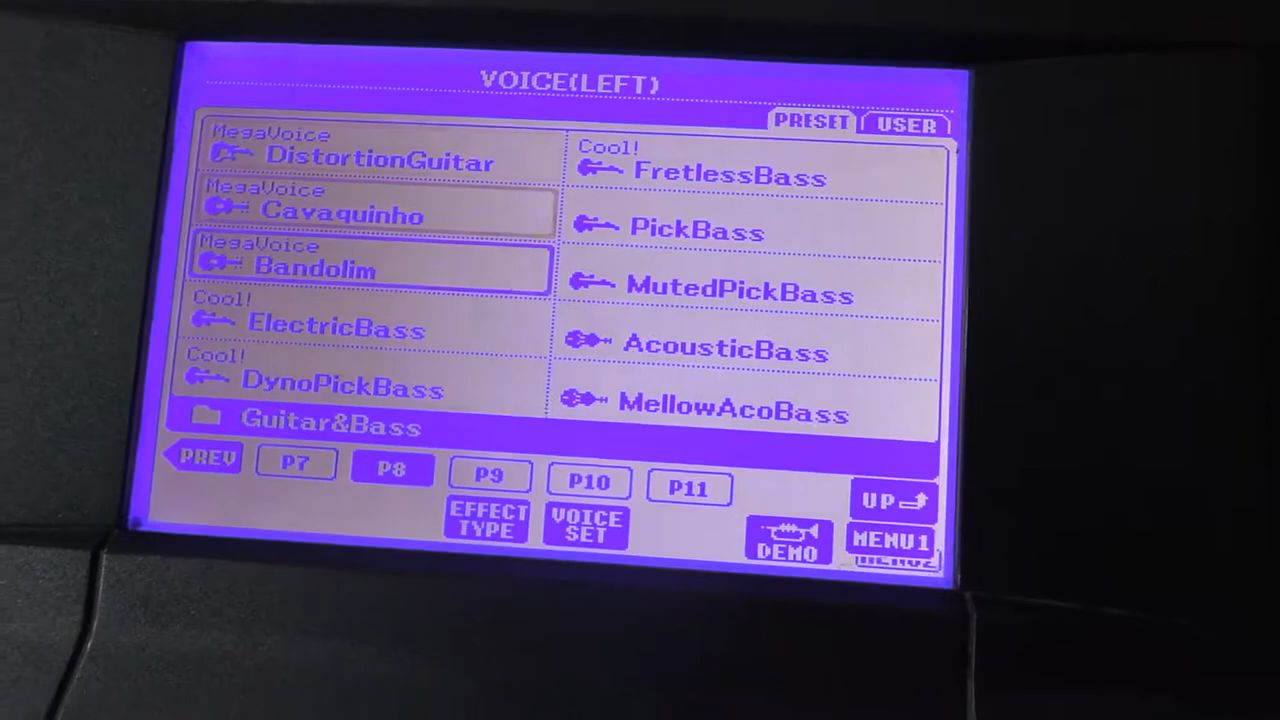 VOICE(LEFT)
PRESET USER
MegaVoice
DistortionGuitar
MegaVoice
Cavaquinho
MegaVoice
Bandolim
Cool!
ElectricBass
Cool!
DynoPickBass
Cool!
FretlessBass
PickBass
MutedPickBass
AcousticBass
MellowAcoBass
Guitar&Bass
PREV P7 P8 P9 P10 P11
UP
EFFECT
TYPE
VOICE
SET
DEMO
MENU1
MENU2